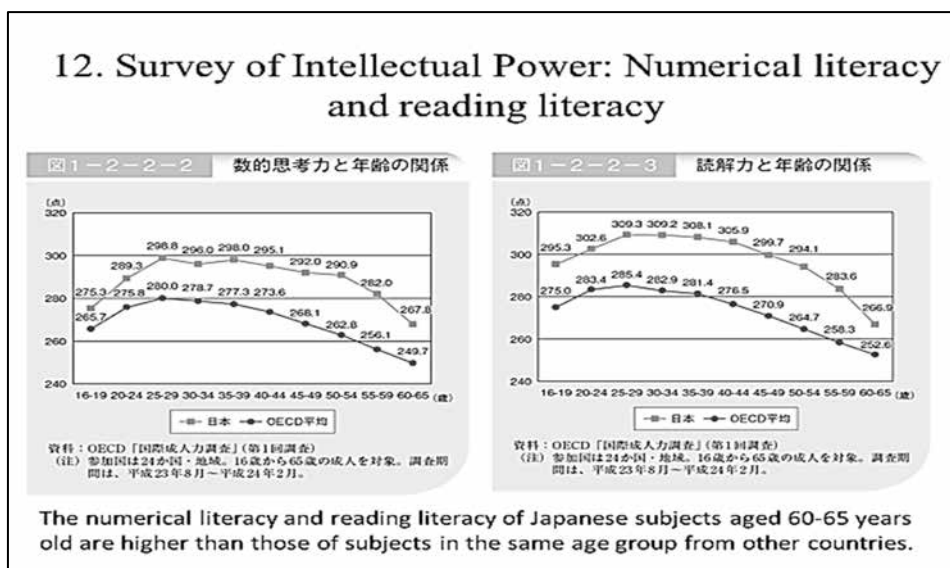 12. Survey of Intellectual Power: Numerical literacy
and reading literacy
図1－2－2－2 数的思考力と年齢の関係
(点)
320
300
280
260
240
275.3
289.3
298.8
296.0
298.0
295.1
292.0
290.9
282.0
267.8
265.7
275.8
280.0
278.7
277.3
273.6
268.1
262.8
256.1
249.7
16-19 20-24 25-29 30-34 35-39 40-44 45-49 50-54 55-59 60-65 (歳)
日本 OECD平均
資料：OECD「国際成人力調査」(第1回調査)
(注) 参加国は24か国・地域。16歳から65歳の成人を対象。調査期
間は、平成23年8月～平成24年2月。
図1－2－2－3 読解力と年齢の関係
(点)
320
300
280
260
240
295.3
302.6
309.3
309.2
308.1
305.9
299.7
294.1
283.6
266.9
275.0
283.4
285.4
282.9
281.4
276.5
270.9
264.7
258.3
252.6
16-19 20-24 25-29 30-34 35-39 40-44 45-49 50-54 55-59 60-65 (歳)
日本 OECD平均
資料：OECD「国際成人力調査」(第1回調査)
(注) 参加国は24か国・地域。16歳から65歳の成人を対象。調査期
間は、平成23年8月～平成24年2月。
The numerical literacy and reading literacy of Japanese subjects aged 60-65 years
old are higher than those of subjects in the same age group from other countries.